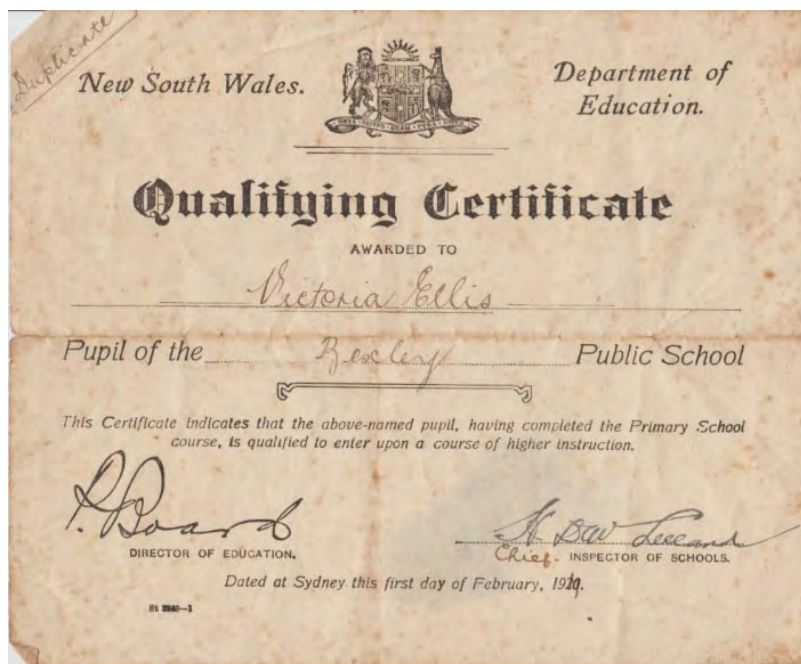 Duplicate
New South Wales.
Department of
Education.
Qualifying Certificate
AWARDED TO
Victoria Ellis
Pupil of the Bexley Public School
This Certificate indicates that the above-named pupil, having completed the Primary School
course, is qualified to enter upon a course of higher instruction.
P. Board
DIRECTOR OF EDUCATION.
Chief. INSPECTOR OF SCHOOLS.
Dated at Sydney this first day of February, 1919.